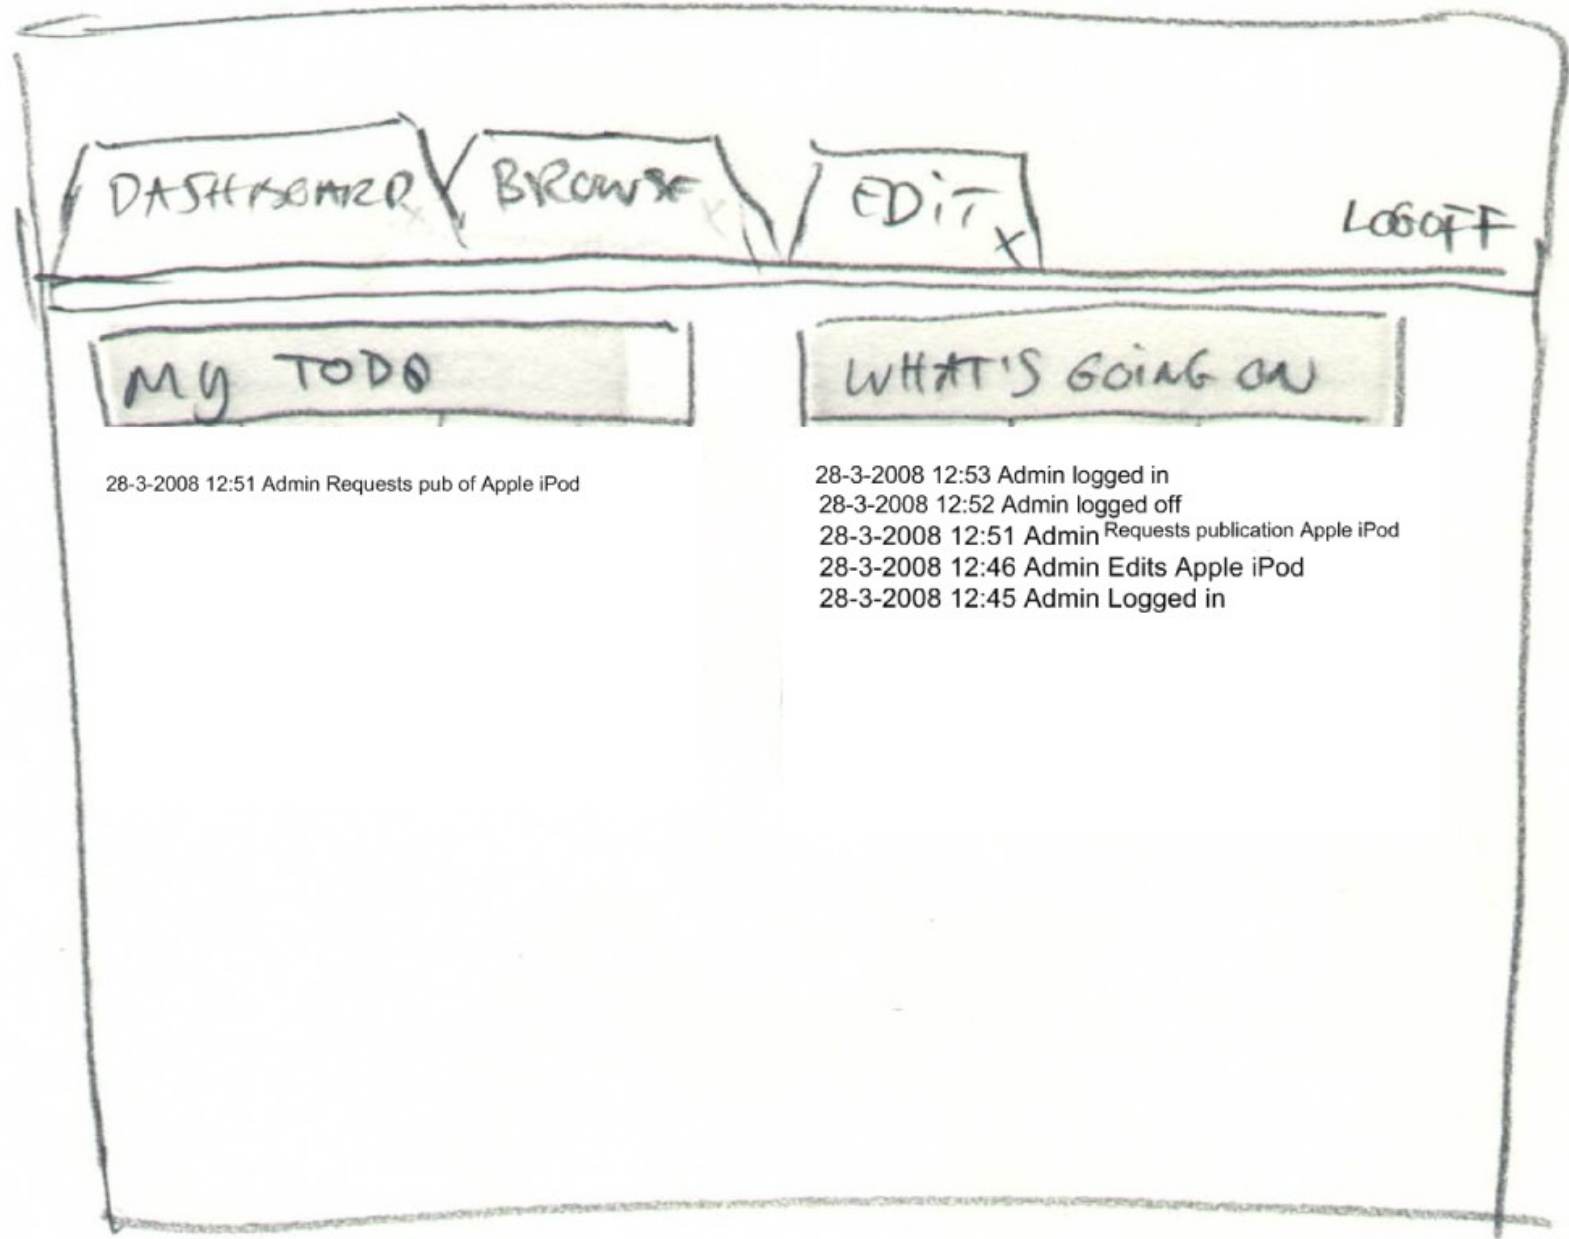 DASHBOARD BROWSE EDIT X LOGOFF
MY TODO
28-3-2008 12:51 Admin Requests pub of Apple iPod
WHAT'S GOING ON
28-3-2008 12:53 Admin logged in
28-3-2008 12:52 Admin logged off
28-3-2008 12:51 Admin Requests publication Apple iPod
28-3-2008 12:46 Admin Edits Apple iPod
28-3-2008 12:45 Admin Logged in